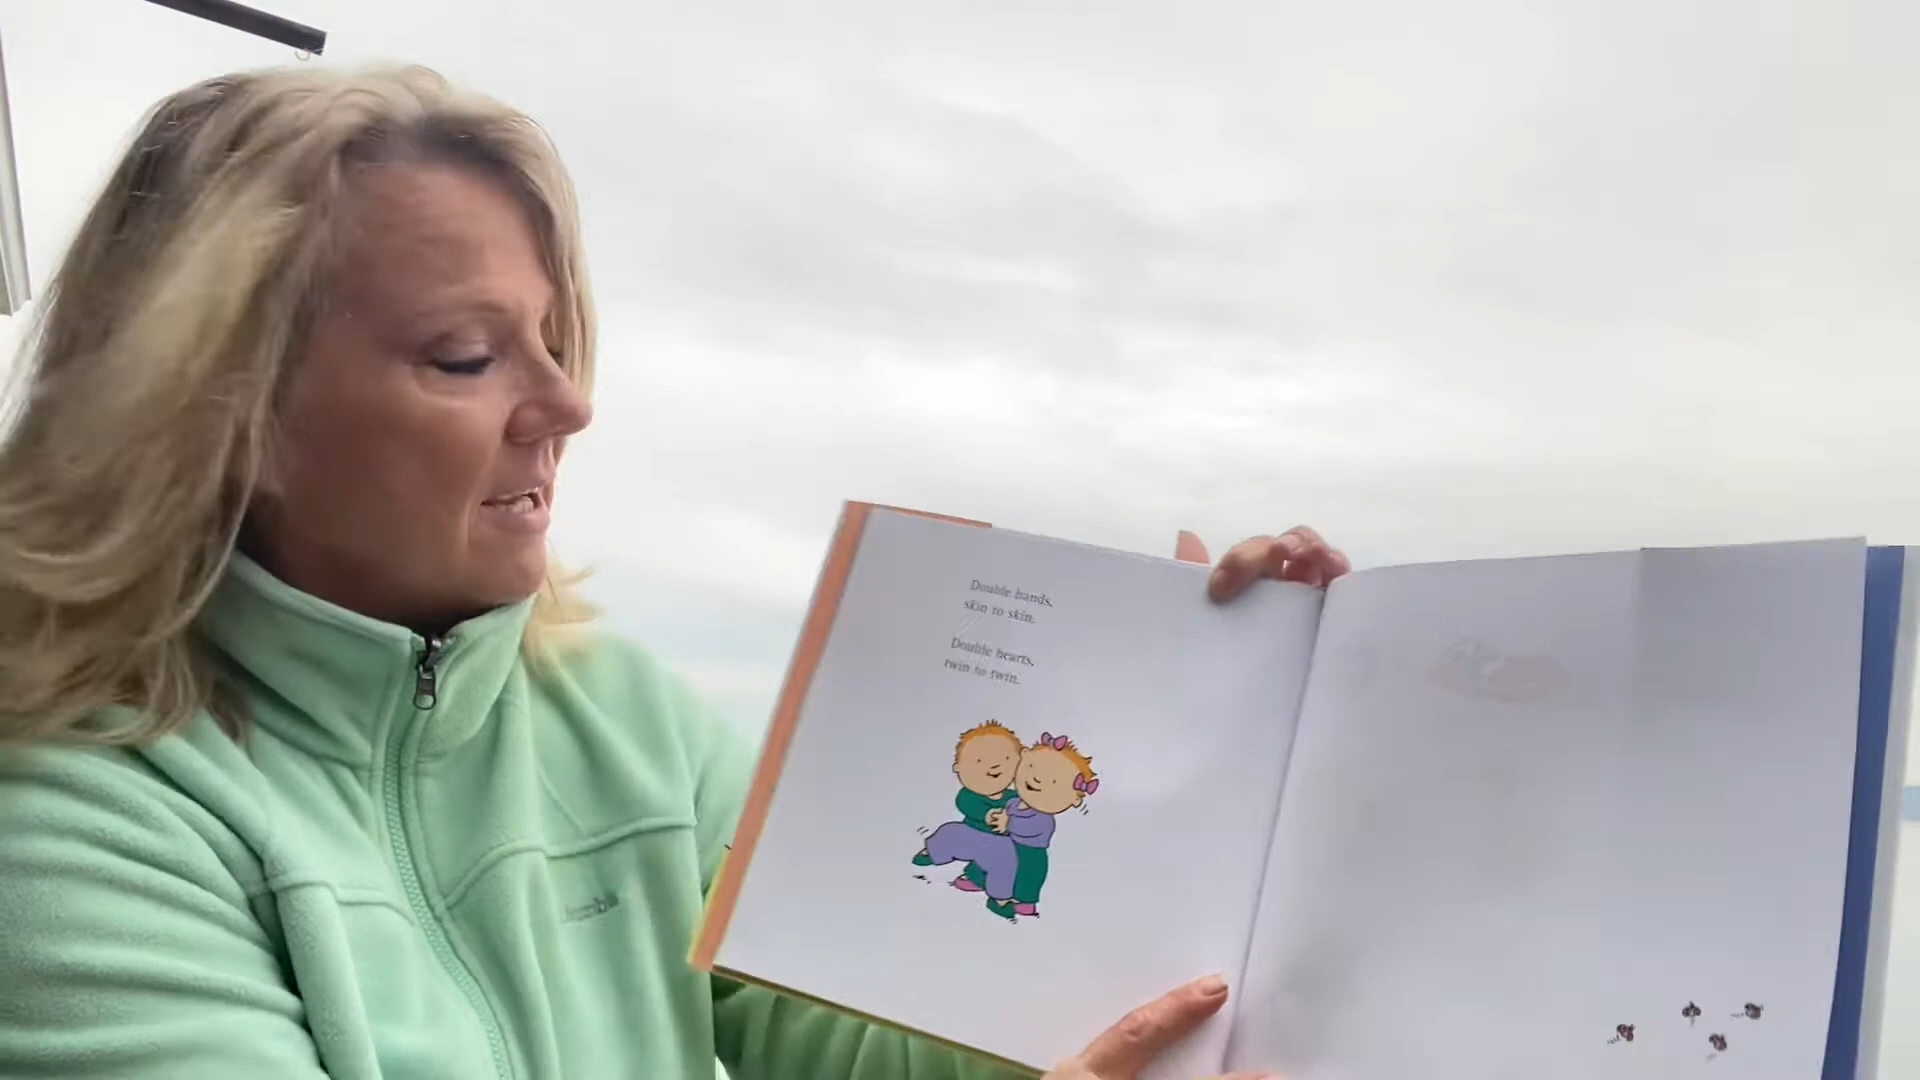 Double hands,
skin to skin.
Double hearts,
twin to twin.